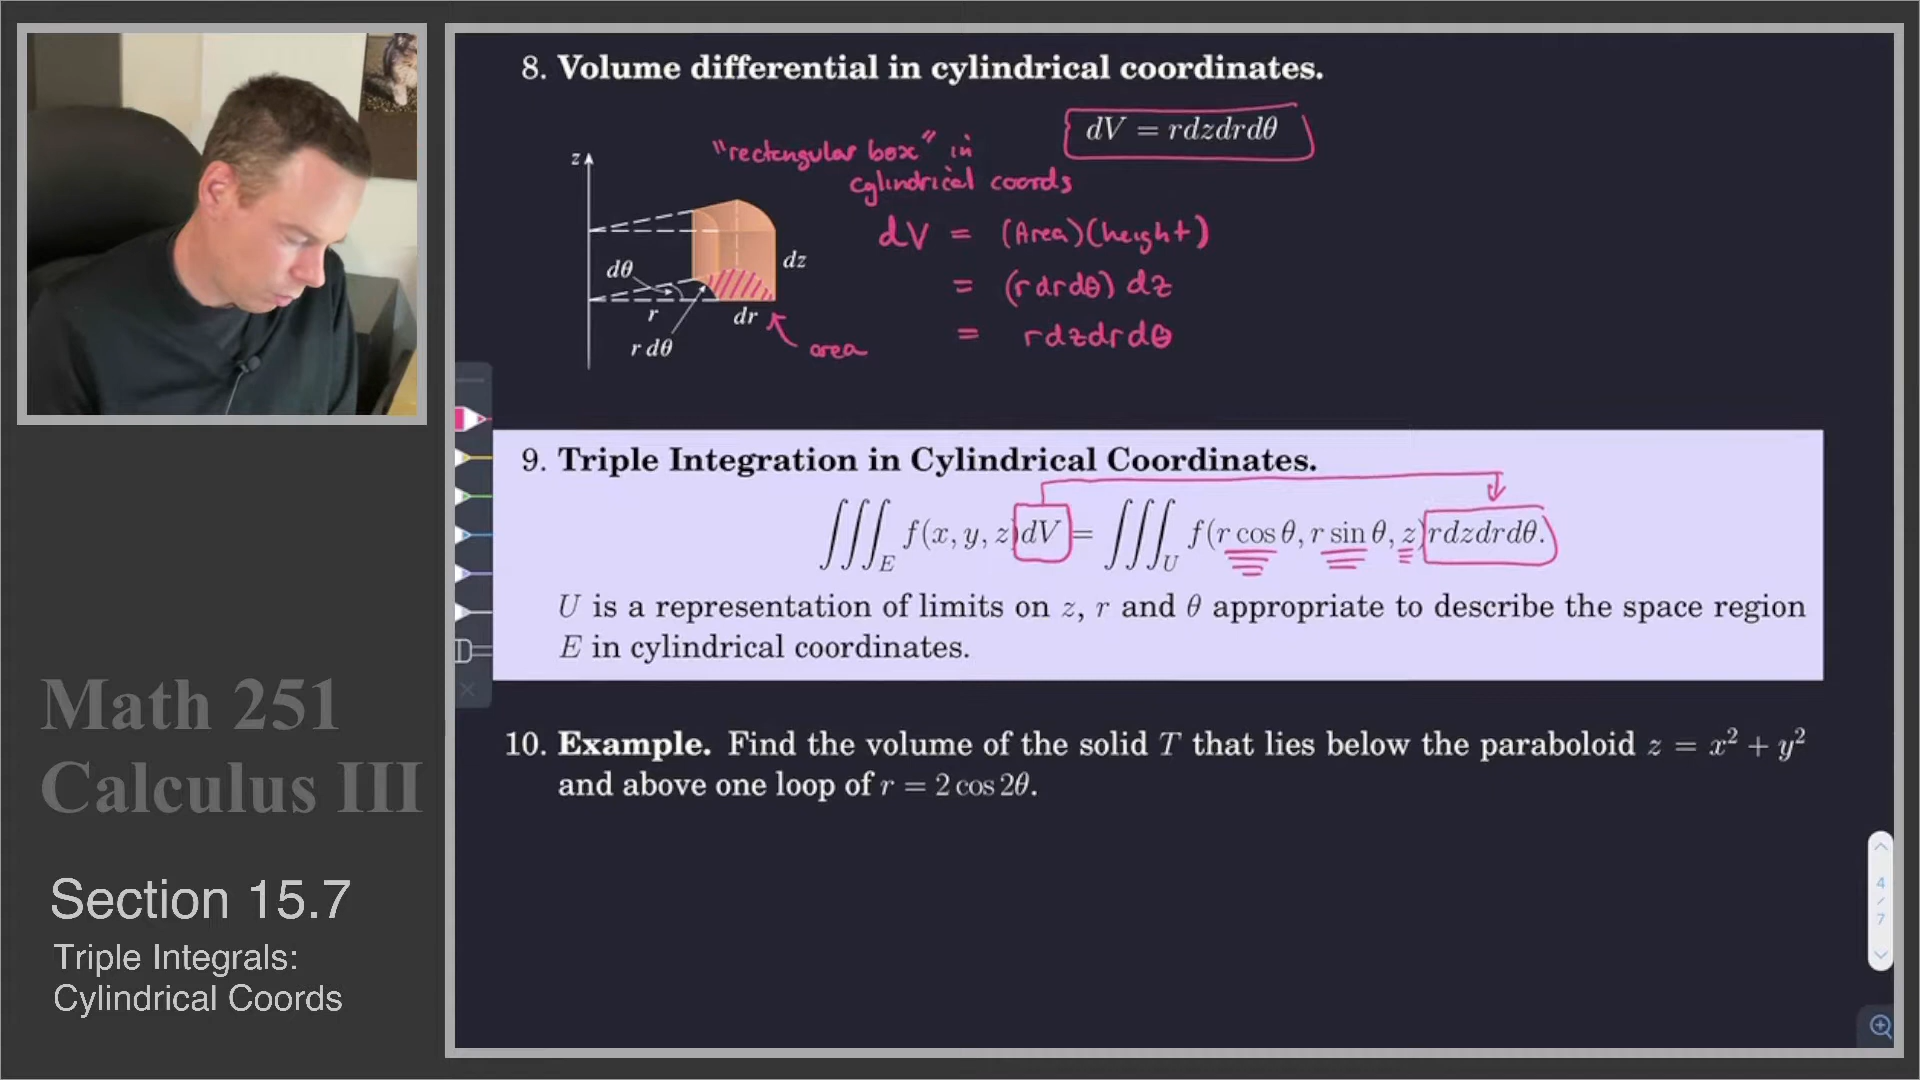 8. Volume differential in cylindrical coordinates.
dV = rdzdrdθ
"rectangular box" in
cylindrical coords
z
dV = (Area)(height)
dz
dθ
= (rdrdθ) dz
r
dr
= rdzdrdθ
r dθ
area
9. Triple Integration in Cylindrical Coordinates.
∭_E f(x, y, z)dV = ∭_U f(r cos θ, r sin θ, z)rdzdrdθ.
U is a representation of limits on z, r and θ appropriate to describe the space region
E in cylindrical coordinates.
10. Example. Find the volume of the solid T that lies below the paraboloid z = x² + y²
and above one loop of r = 2 cos 2θ.
Math 251
Calculus III
Section 15.7
Triple Integrals:
Cylindrical Coords
4
/
7